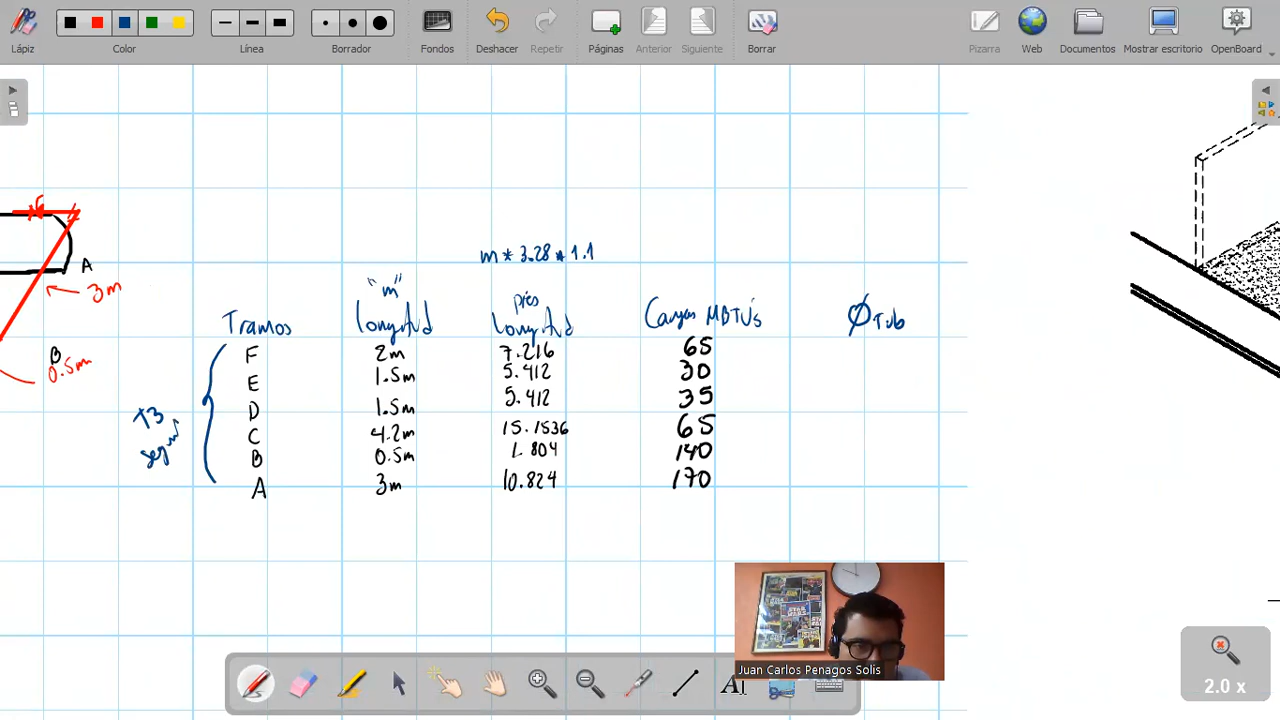 Lápiz
Color
Línea
Borrador
Fondos
Deshacer
Repetir
Páginas
Anterior
Siguiente
Borrar
Pizarra
Web
Documentos
Mostrar escritorio
OpenBoard
A
3m
B
0.5m
m * 3.28 * 1.1
Tramos "m" longitud pies longitud Cargas MBTU's Ø Tub
F 2m 7.216 65
E 1.5m 5.412 30
D 1.5m 5.412 35
C 4.2m 15.1536 65
B 0.5m 1.804 140
A 3m 10.824 170
T3
Juan Carlos Penagos Solis
2.0 x